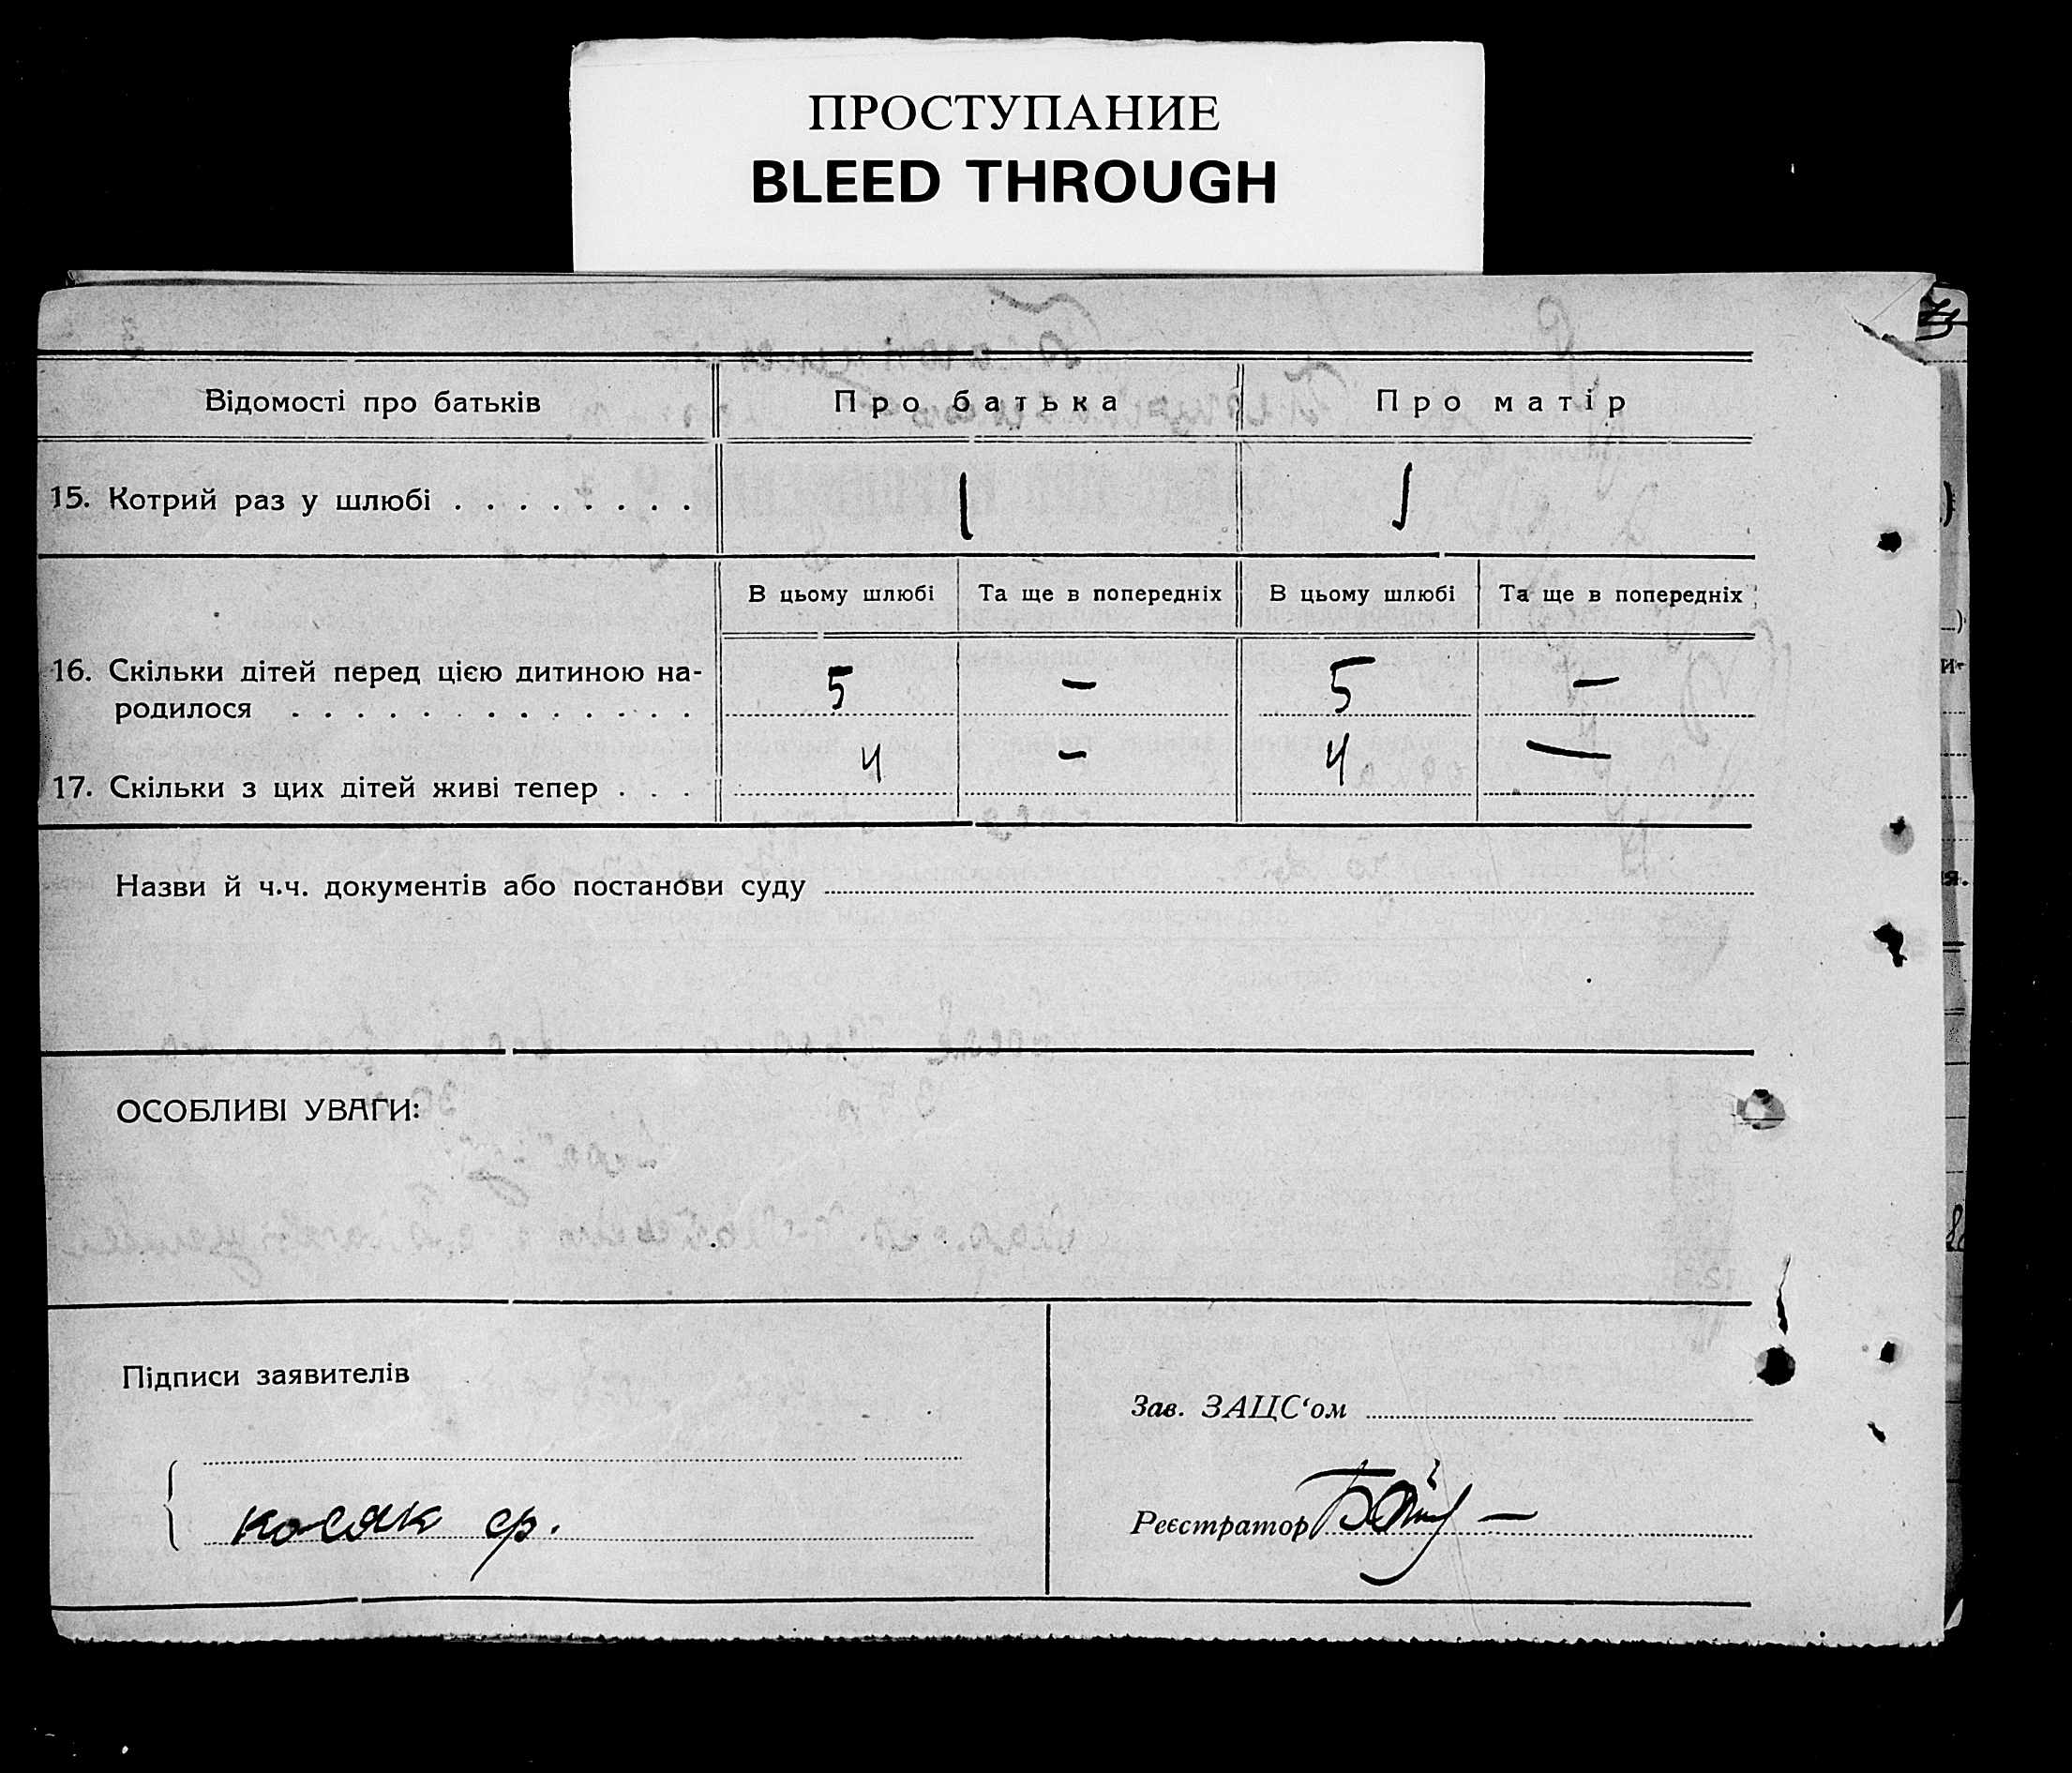 ПРОСТУПАНИЕ
BLEED THROUGH
Відомості про батьків Про батька Про матір
15. Котрий раз у шлюбі . . . . . . . . 1 1
В цьому шлюбі Та ще в попередніх В цьому шлюбі Та ще в попередніх
16. Скільки дітей перед цією дитиною на-
родилося . . . . . . . . . . . . . 5 — 5 —
17. Скільки з цих дітей живі тепер . . . 4 — 4 —
Назви й ч.ч. документів або постанови суду
ОСОБЛИВІ УВАГИ:
Підписи заявителів
Зав. ЗАЦС‘ом
косяк ф.
Реєстратор